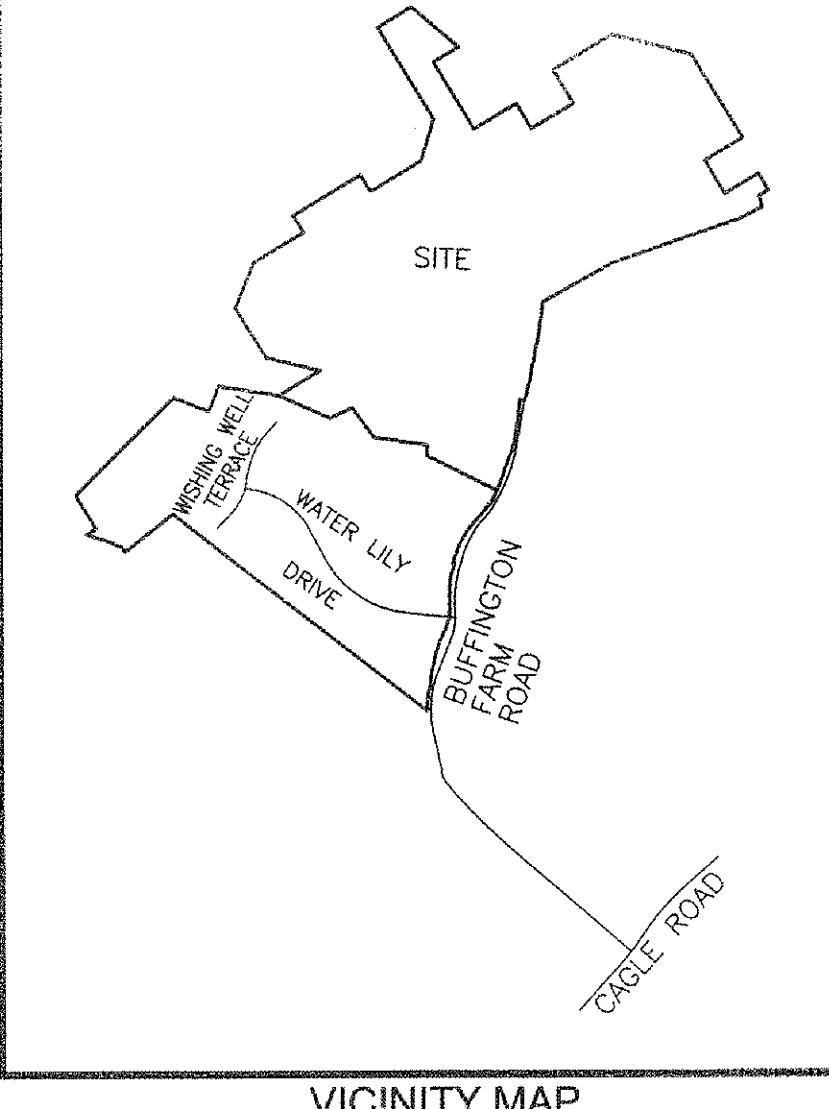 SITE
WISHING WELL
TERRACE
WATER LILY
DRIVE
BUFFINGTON
FARM
ROAD
CAGLE ROAD
VICINITY MAP